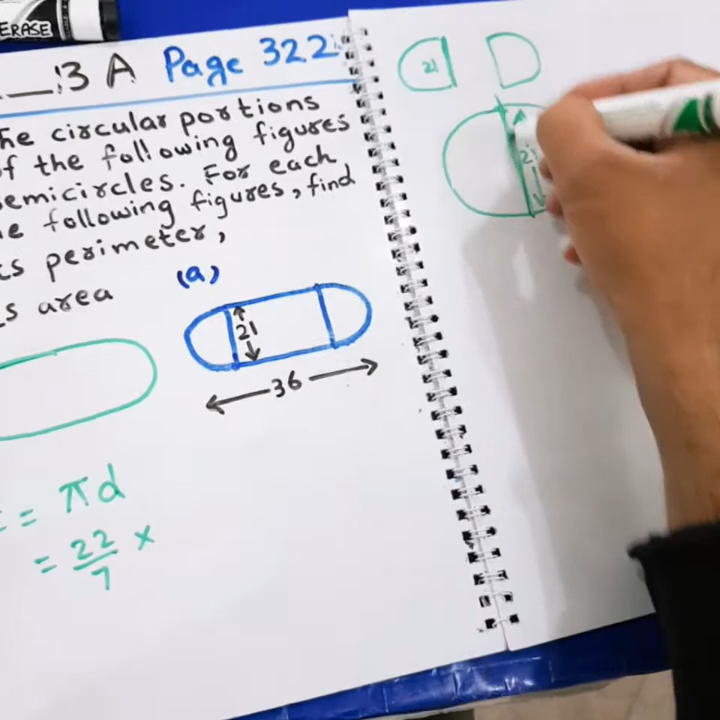 ERASE
13 A Page 322
he circular portions
f the following figures
emicircles. For each
e following figures, find
ts perimeter,
s area
(a)
21
36
= πd
= 22/7 ×
21
21